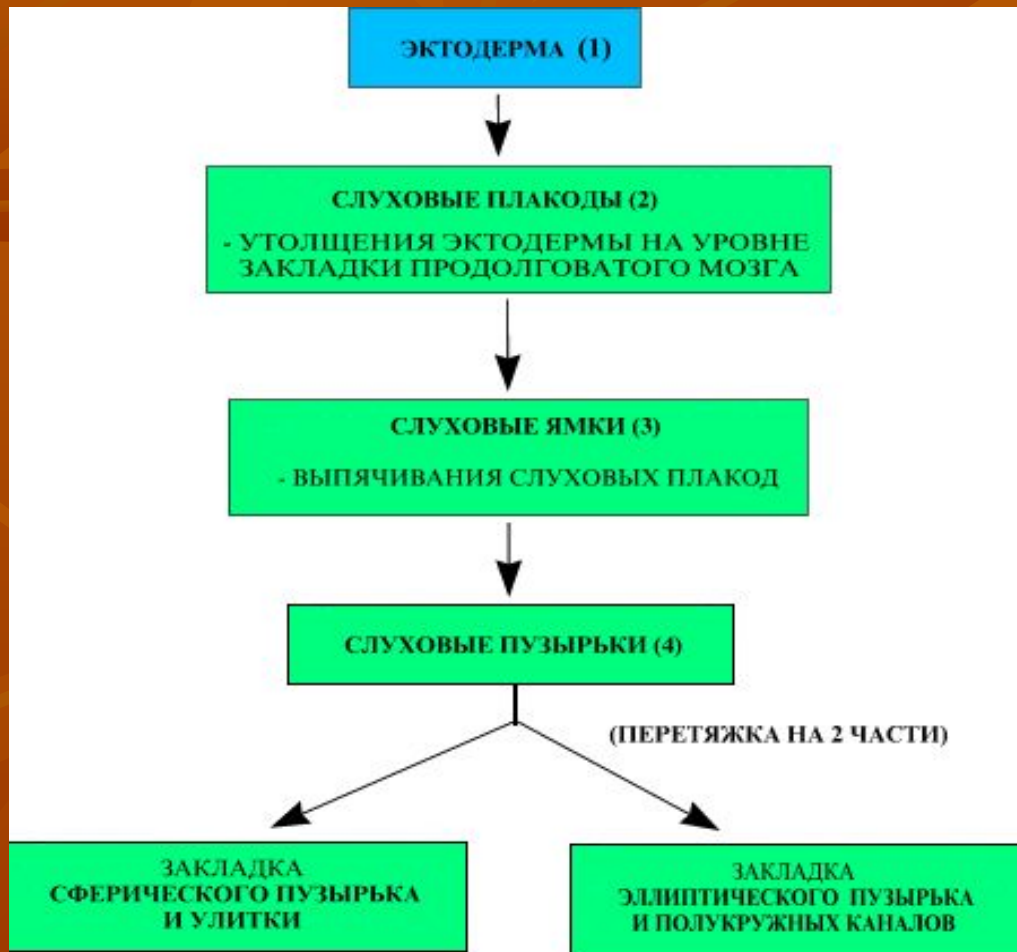 ЭКТОДЕРМА (1)
СЛУХОВЫЕ ПЛАКОДЫ (2)
- УТОЛЩЕНИЯ ЭКТОДЕРМЫ НА УРОВНЕ
ЗАКЛАДКИ ПРОДОЛГОВАТОГО МОЗГА
СЛУХОВЫЕ ЯМКИ (3)
- ВЫПЯЧИВАНИЯ СЛУХОВЫХ ПЛАКОД
СЛУХОВЫЕ ПУЗЫРЬКИ (4)
(ПЕРЕТЯЖКА НА 2 ЧАСТИ)
ЗАКЛАДКА
СФЕРИЧЕСКОГО ПУЗЫРЬКА
И УЛИТКИ
ЗАКЛАДКА
ЭЛЛИПТИЧЕСКОГО ПУЗЫРЬКА
И ПОЛУКРУЖНЫХ КАНАЛОВ